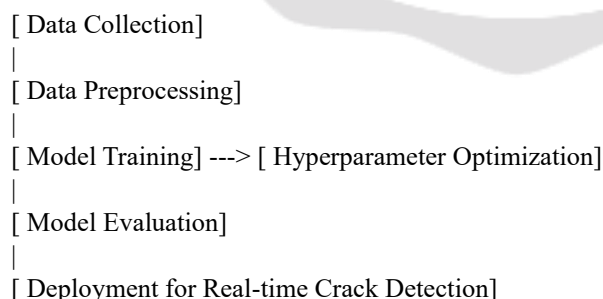 [ Data Collection]
|
[ Data Preprocessing]
|
[ Model Training] ---> [ Hyperparameter Optimization]
|
[ Model Evaluation]
|
[ Deployment for Real-time Crack Detection]